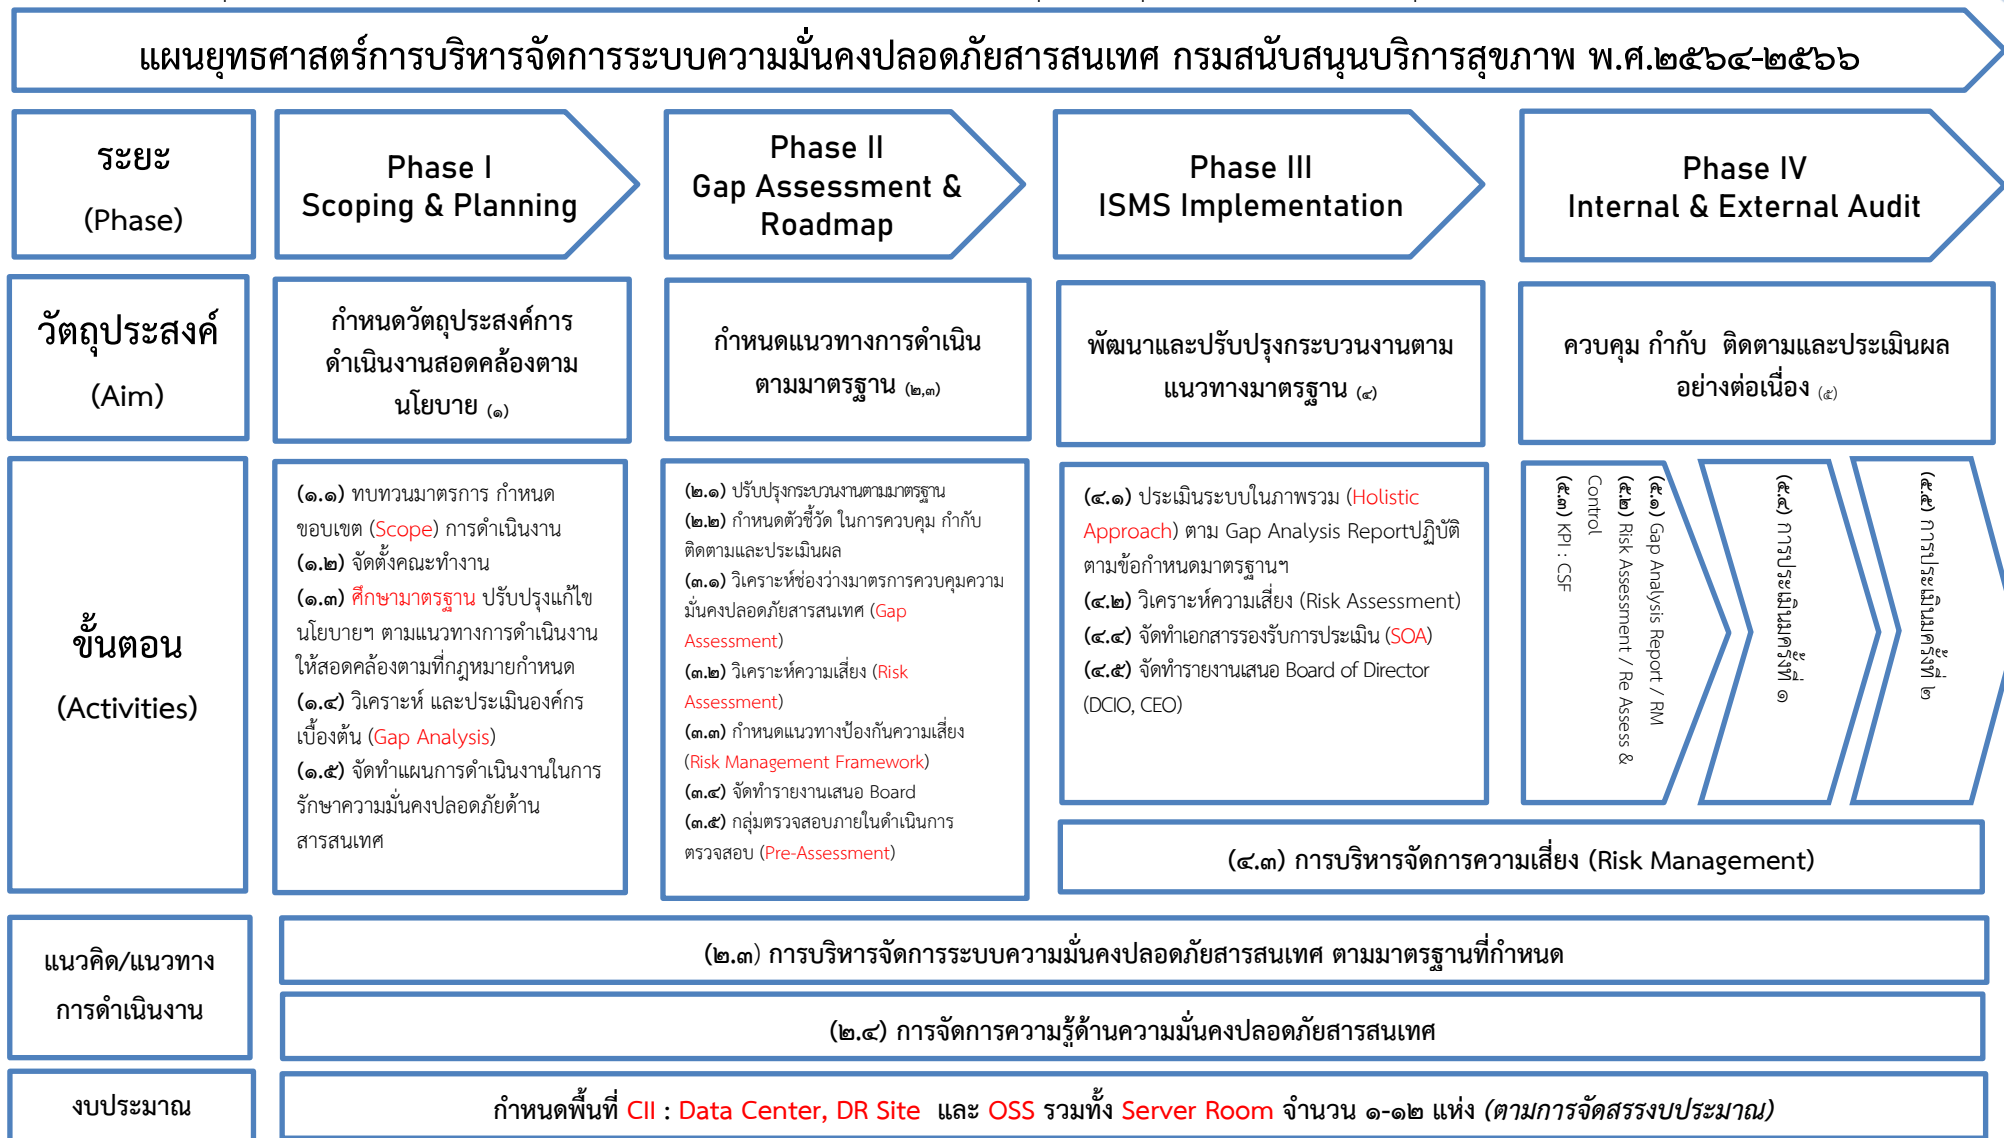 แผนยุทธศาสตร์การบริหารจัดการระบบความมั่นคงปลอดภัยสารสนเทศ กรมสนับสนุนบริการสุขภาพ พ.ศ.๒๕๖๔-๒๕๖๖
ระยะ
(Phase)
Phase I
Scoping & Planning
Phase II
Gap Assessment &
Roadmap
Phase III
ISMS Implementation
Phase IV
Internal & External Audit
วัตถุประสงค์
(Aim)
กำหนดวัตถุประสงค์การ
ดำเนินงานสอดคล้องตาม
นโยบาย (๑)
กำหนดแนวทางการดำเนิน
ตามมาตรฐาน (๒,๓)
พัฒนาและปรับปรุงกระบวนงานตาม
แนวทางมาตรฐาน (๔)
ควบคุม กำกับ ติดตามและประเมินผล
อย่างต่อเนื่อง (๕)
ขั้นตอน
(Activities)
(๑.๑) ทบทวนมาตรการ กำหนด
ขอบเขต (Scope) การดำเนินงาน
(๑.๒) จัดตั้งคณะทำงาน
(๑.๓) ศึกษามาตรฐาน ปรับปรุงแก้ไข
นโยบายฯ ตามแนวทางการดำเนินงาน
ให้สอดคล้องตามที่กฎหมายกำหนด
(๑.๔) วิเคราะห์ และประเมินองค์กร
เบื้องต้น (Gap Analysis)
(๑.๕) จัดทำแผนการดำเนินงานในการ
รักษาความมั่นคงปลอดภัยด้าน
สารสนเทศ
(๒.๑) ปรับปรุงกระบวนงานตามมาตรฐาน
(๒.๒) กำหนดตัวชี้วัด ในการควบคุม กำกับ
ติดตามและประเมินผล
(๓.๑) วิเคราะห์ช่องว่างมาตรการควบคุมความ
มั่นคงปลอดภัยสารสนเทศ (Gap
Assessment)
(๓.๒) วิเคราะห์ความเสี่ยง (Risk
Assessment)
(๓.๓) กำหนดแนวทางป้องกันความเสี่ยง
(Risk Management Framework)
(๓.๔) จัดทำรายงานเสนอ Board
(๓.๕) กลุ่มตรวจสอบภายในดำเนินการ
ตรวจสอบ (Pre-Assessment)
(๔.๑) ประเมินระบบในภาพรวม (Holistic
Approach) ตาม Gap Analysis Reportปฏิบัติ
ตามข้อกำหนดมาตรฐานฯ
(๔.๒) วิเคราะห์ความเสี่ยง (Risk Assessment)
(๔.๔) จัดทำเอกสารรองรับการประเมิน (SOA)
(๔.๕) จัดทำรายงานเสนอ Board of Director
(DCIO, CEO)
(๕.๑) Gap Analysis Report / RM
(๕.๒) Risk Assessment / Re Assess &
Control
(๕.๓) KPI : CSF
(๕.๔) การประเมินผลครั้งที่ ๑
(๕.๕) การประเมินผลครั้งที่ ๒
(๔.๓) การบริหารจัดการความเสี่ยง (Risk Management)
แนวคิด/แนวทาง
การดำเนินงาน
(๒.๓) การบริหารจัดการระบบความมั่นคงปลอดภัยสารสนเทศ ตามมาตรฐานที่กำหนด
(๒.๔) การจัดการความรู้ด้านความมั่นคงปลอดภัยสารสนเทศ
งบประมาณ
กำหนดพื้นที่ CII : Data Center, DR Site และ OSS รวมทั้ง Server Room จำนวน ๑-๑๒ แห่ง (ตามการจัดสรรงบประมาณ)